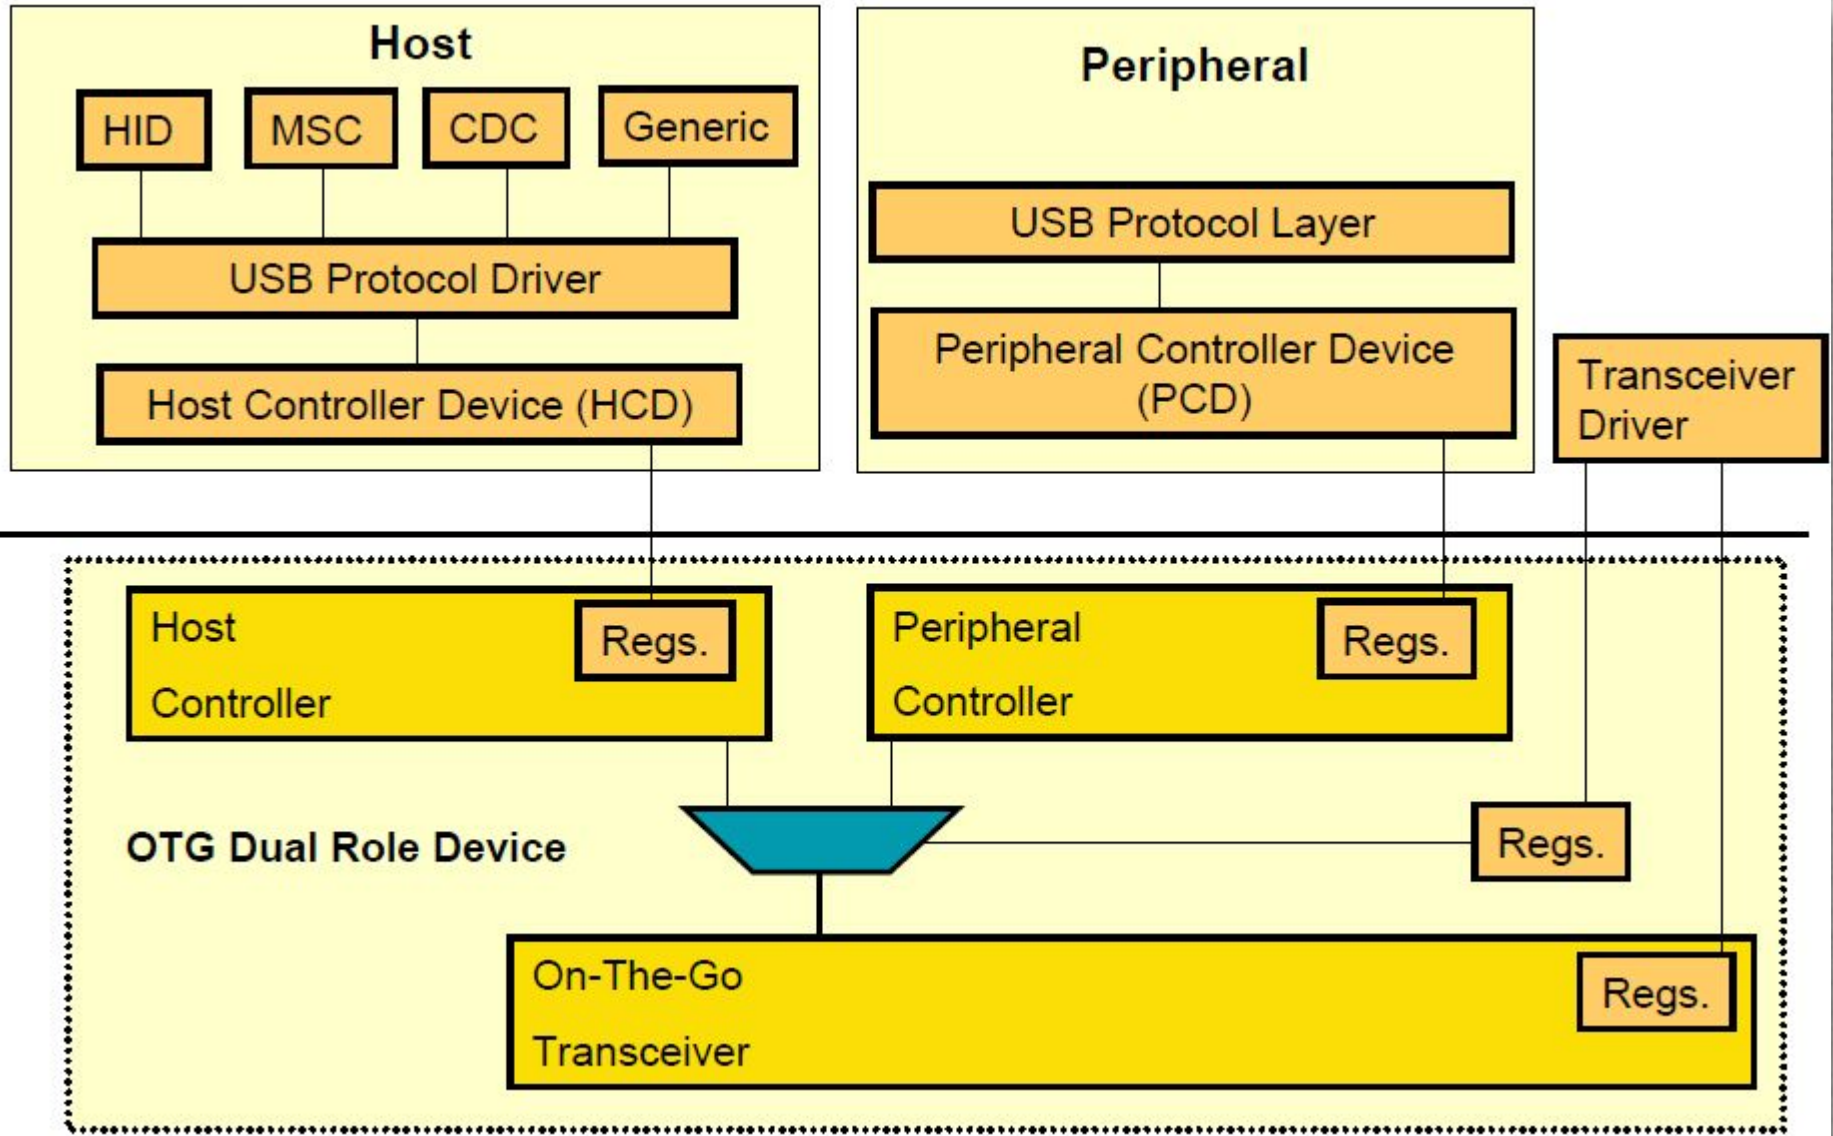 Host
HID
MSC
CDC
Generic
USB Protocol Driver
Host Controller Device (HCD)
Peripheral
USB Protocol Layer
Peripheral Controller Device
(PCD)
Transceiver
Driver
Host
Controller
Regs.
Peripheral
Controller
Regs.
OTG Dual Role Device
Regs.
On-The-Go
Transceiver
Regs.